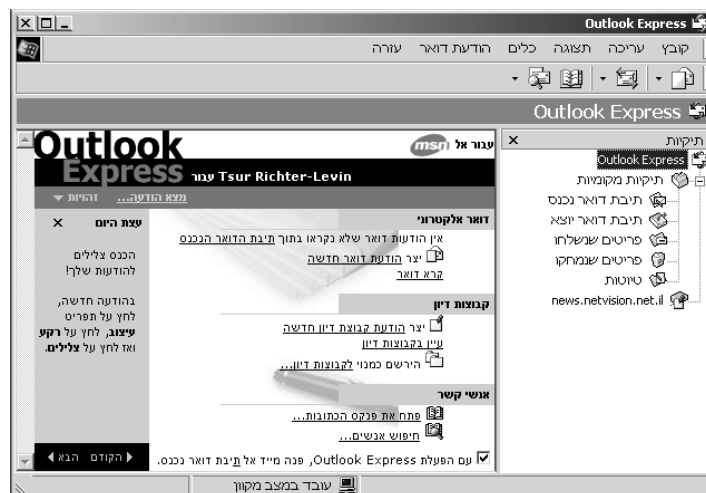 Outlook Express
קובץ עריכה תצוגה כלים הודעת דואר עזרה
Outlook Express
תיקיות
Outlook Express
תיקיות מקומיות
תיבת דואר נכנס
תיבת דואר יוצא
פריטים שנשלחו
פריטים שנמחקו
טיוטות
news.netvision.net.il
עבור אל msn
Outlook
Express
עבור Tsur Richter-Levin
מצא הודעה... זהויות
דואר אלקטרוני
אין הודעות דואר שלא נקראו בתוך תיבת הדואר הנכנס
יצר הודעת דואר חדשה
קרא דואר
קבוצות דיון
יצר הודעת קבוצת דיון חדשה
עיין בקבוצות דיון
הירשם כמנוי לקבוצות דיון...
אנשי קשר
פתח את פנקס הכתובות...
חיפוש אנשים...
עם הפעלת Outlook Express, פנה מייד אל תיבת דואר נכנס.
עצת היום
הכנס צלילים
להודעות שלך!
בהודעה חדשה,
לחץ על תפריט
עיצוב, לחץ על רקע
ואז לחץ על צלילים.
הקודם הבא
עובד במצב מקוון